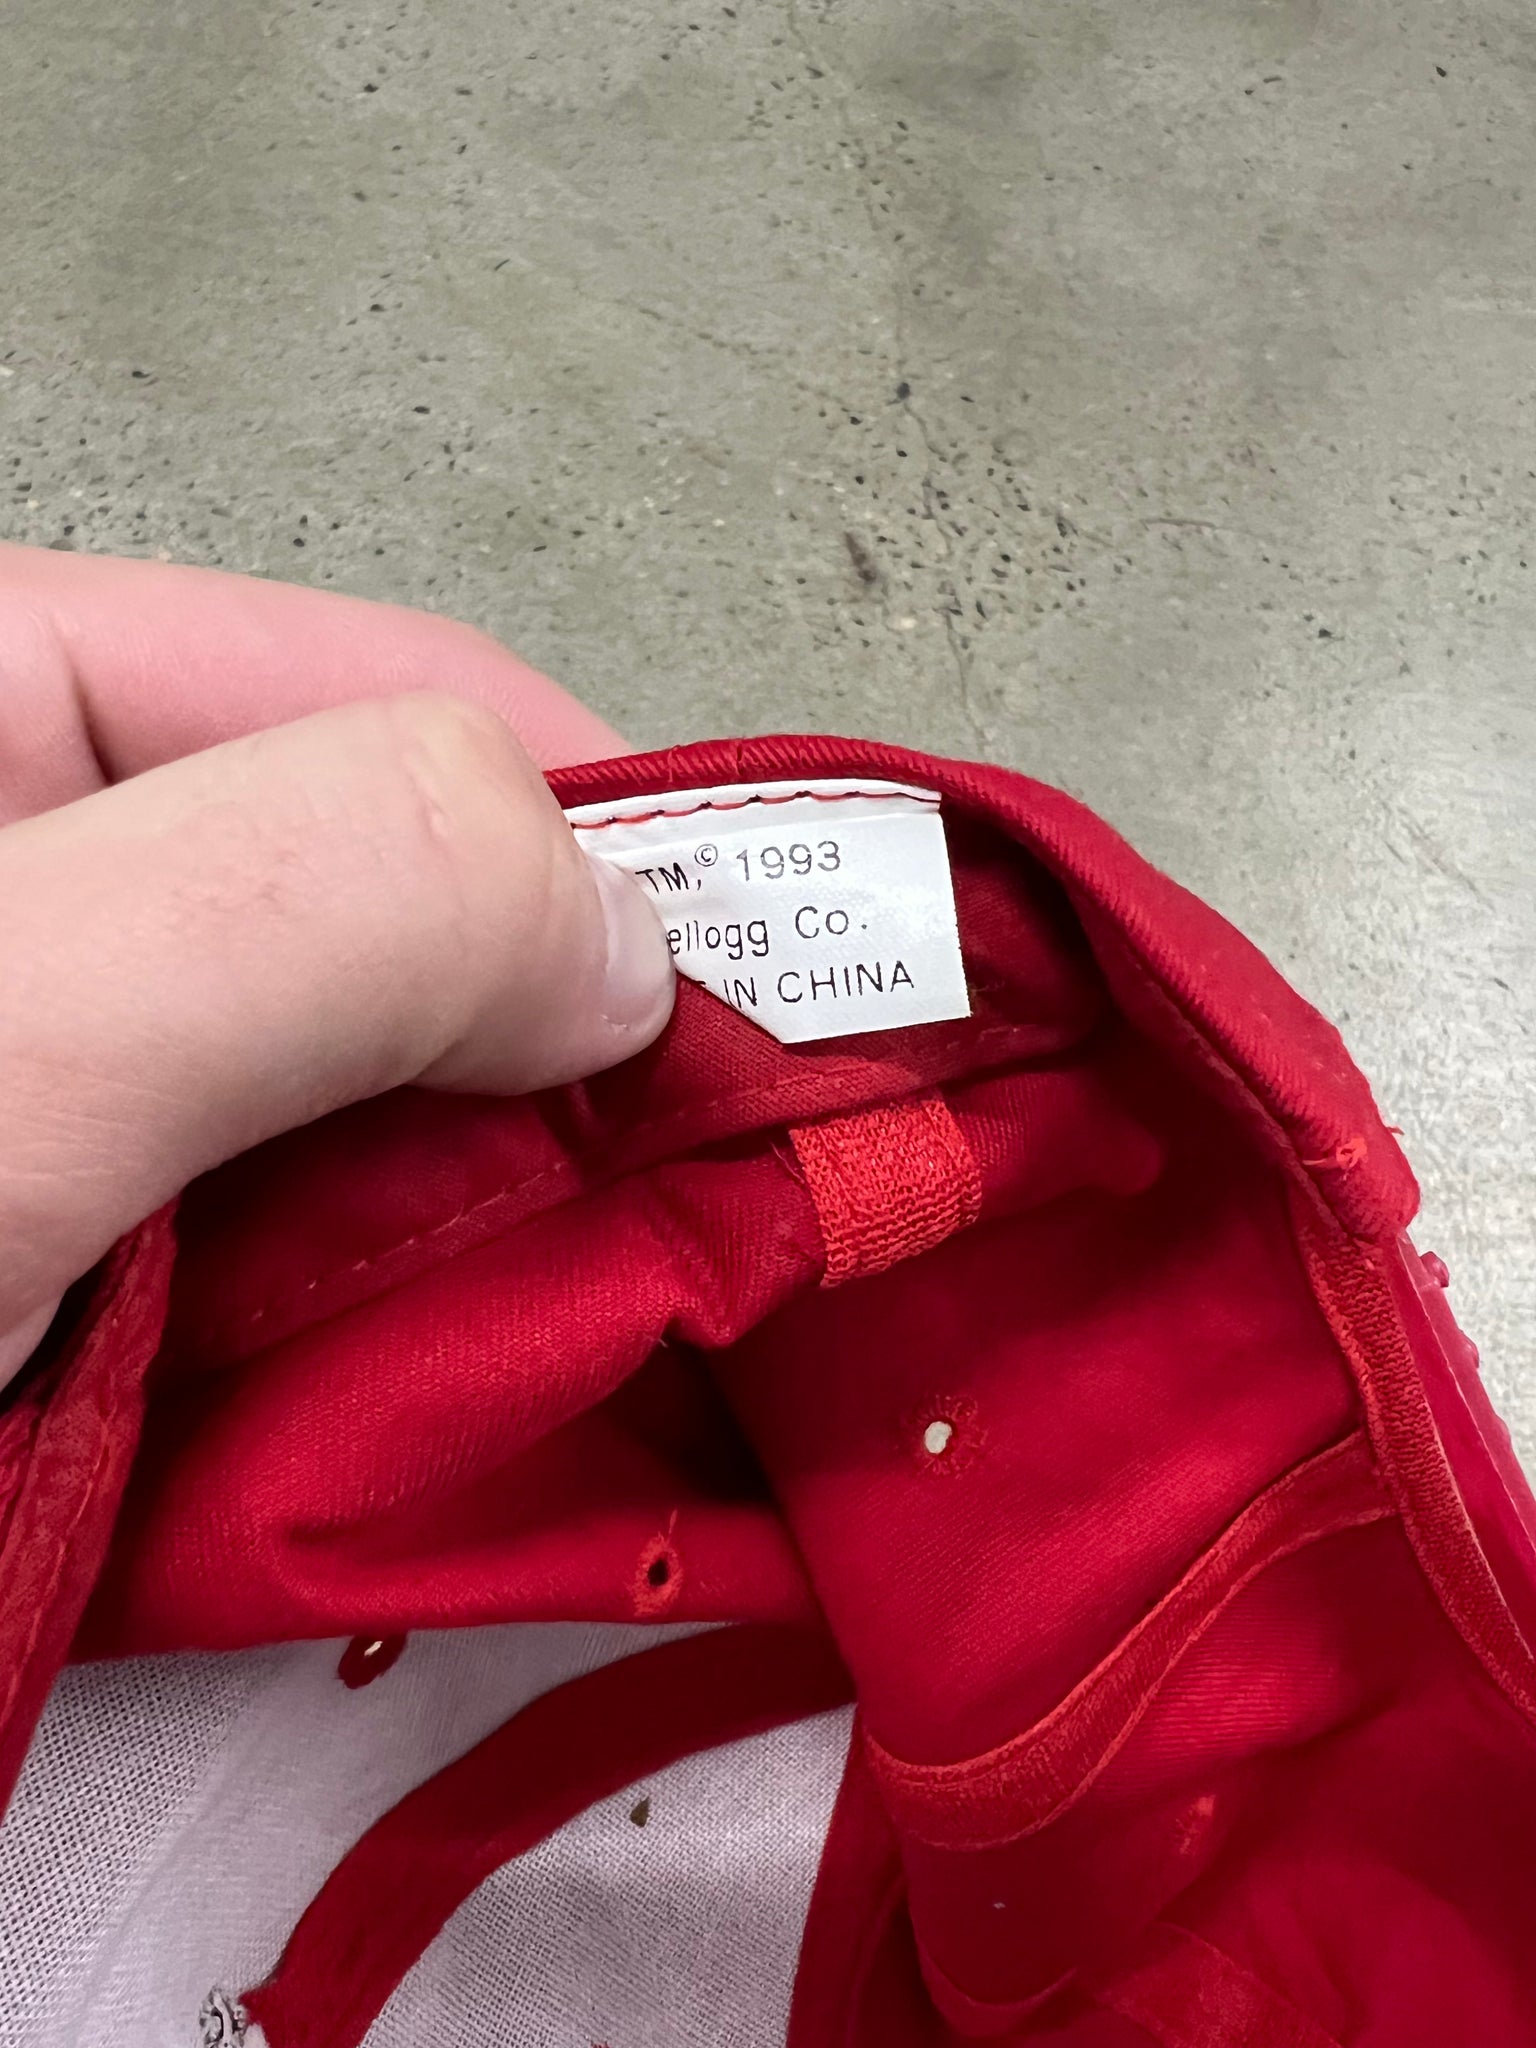 TM,© 1993
ellogg Co.
IN CHINA